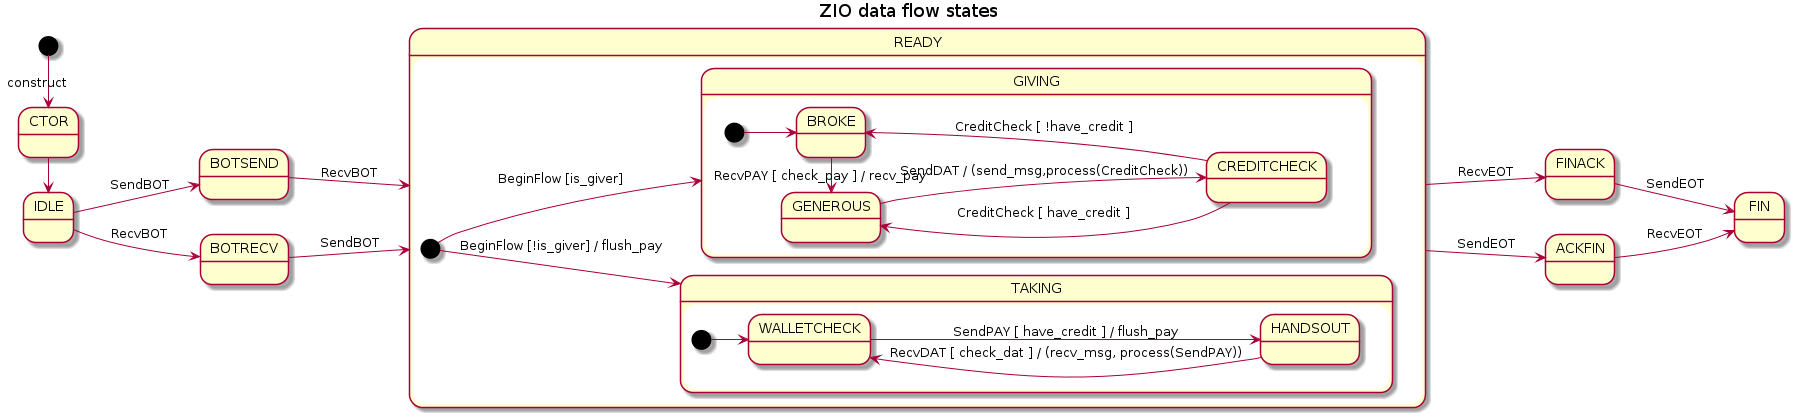 ZIO data flow states
READY
construct
GIVING
CTOR
BROKE
CreditCheck [ !have_credit ]
BOTSEND
RecvBOT
SendBOT
BeginFlow [is_giver]
RecvPAY [ check_pay ] / recv_pay
SendDAT / (send_msg,process(CreditCheck))
CREDITCHECK
RecvEOT
FINACK
SendEOT
IDLE
GENEROUS
CreditCheck [ have_credit ]
FIN
RecvBOT
BOTRECV
SendBOT
BeginFlow [!is_giver] / flush_pay
SendEOT
ACKFIN
RecvEOT
TAKING
WALLETCHECK
SendPAY [ have_credit ] / flush_pay
HANDSOUT
RecvDAT [ check_dat ] / (recv_msg, process(SendPAY))